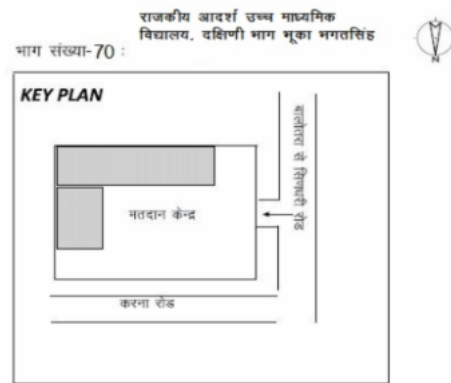 राजकीय आदर्श उच्च माध्यमिक
विद्यालय, दक्षिणी भाग भूका भगतसिंह
भाग संख्या-70 :
N
KEY PLAN
मतदान केन्द्र
बालोतरा से सिणधरी रोड
करना रोड